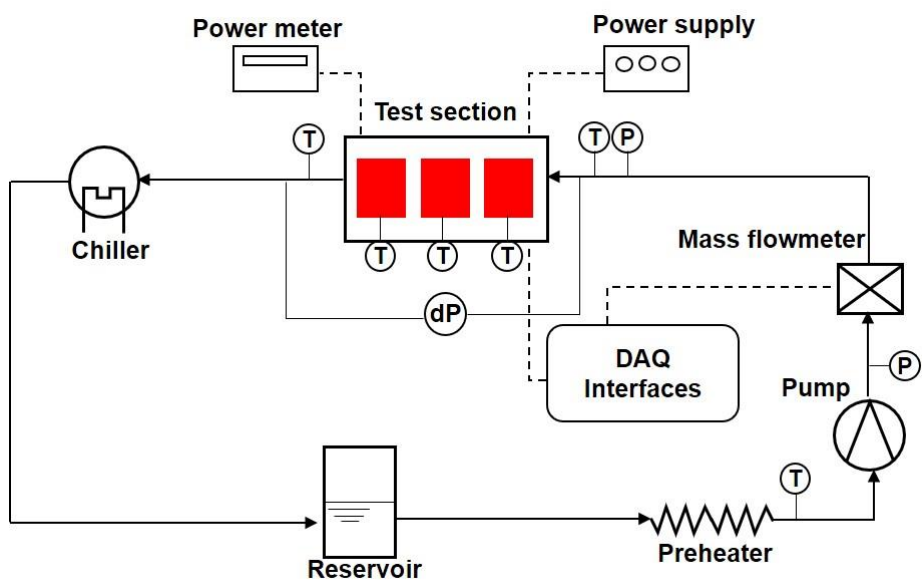 Power meter
Power supply
Test section
T
T
P
Chiller
T
T
T
Mass flowmeter
dP
DAQ
Interfaces
P
Pump
T
Reservoir
Preheater